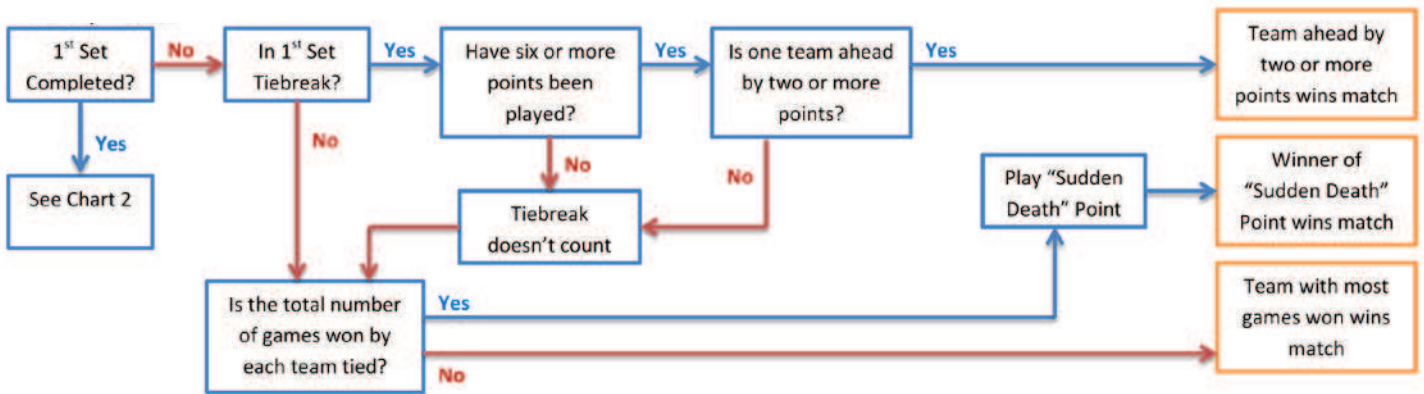 1st Set
Completed?
No
In 1st Set
Tiebreak?
Yes
Have six or more
points been
played?
Yes
Is one team ahead
by two or more
points?
Yes
Team ahead by
two or more
points wins match
Yes
See Chart 2
No
No
Tiebreak
doesn't count
No
Play “Sudden
Death” Point
Winner of
“Sudden Death”
Point wins match
Is the total number
of games won by
each team tied?
Yes
No
Team with most
games won wins
match